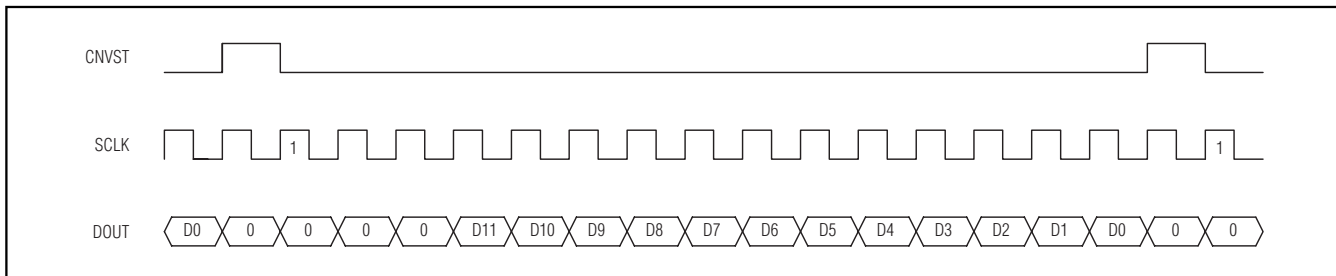 CNVST
SCLK 1 1
DOUT D0 0 0 0 0 D11 D10 D9 D8 D7 D6 D5 D4 D3 D2 D1 D0 0 0